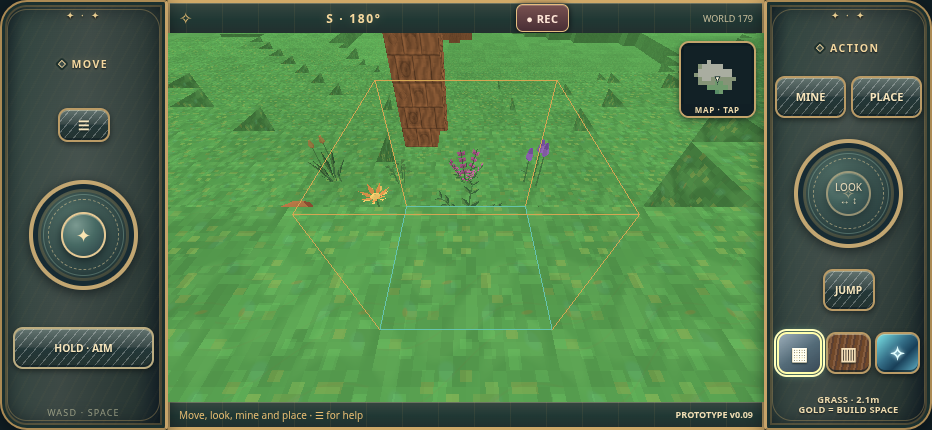 MOVE
HOLD · AIM
WASD · SPACE
S · 180°
● REC
WORLD 179
MAP · TAP
Move, look, mine and place · ☰ for help
PROTOTYPE v0.09
ACTION
MINE
PLACE
LOOK
JUMP
GRASS · 2.1m
GOLD = BUILD SPACE